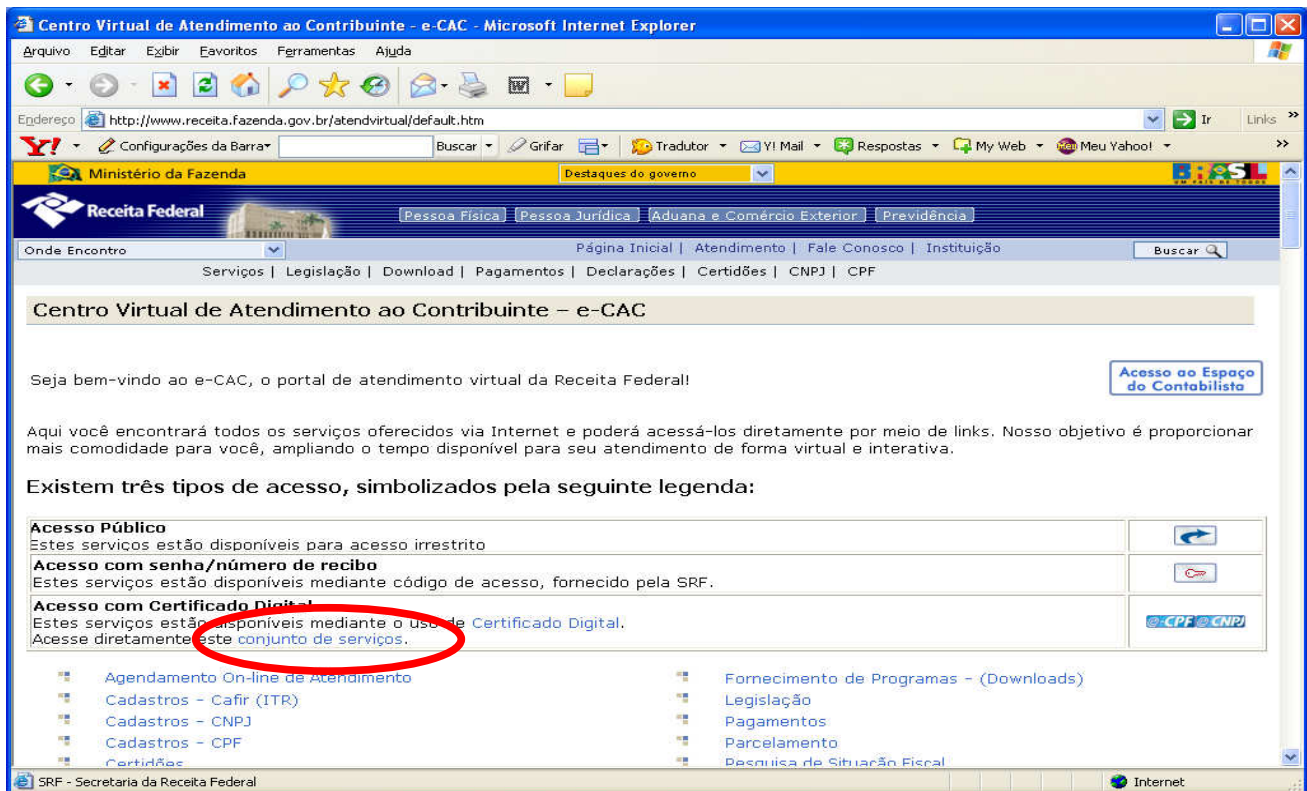 Centro Virtual de Atendimento ao Contribuinte - e-CAC - Microsoft Internet Explorer
Arquivo Editar Exibir Favoritos Ferramentas Ajuda
Endereço http://www.receita.fazenda.gov.br/atendvirtual/default.htm Ir Links »
Y! Configurações da Barra Buscar Grifar Tradutor Y! Mail Respostas My Web Meu Yahoo! »
Ministério da Fazenda Destaques do governo BRASIL
UM PAÍS DE TODOS
Receita Federal Pessoa Física Pessoa Jurídica Aduana e Comércio Exterior Previdência
Onde Encontro Página Inicial | Atendimento | Fale Conosco | Instituição Buscar
Serviços | Legislação | Download | Pagamentos | Declarações | Certidões | CNPJ | CPF
Centro Virtual de Atendimento ao Contribuinte – e-CAC
Seja bem-vindo ao e-CAC, o portal de atendimento virtual da Receita Federal!
Acesso ao Espaço
do Contabilista
Aqui você encontrará todos os serviços oferecidos via Internet e poderá acessá-los diretamente por meio de links. Nosso objetivo é proporcionar
mais comodidade para você, ampliando o tempo disponível para seu atendimento de forma virtual e interativa.
Existem três tipos de acesso, simbolizados pela seguinte legenda:
Acesso Público
Estes serviços estão disponíveis para acesso irrestrito
Acesso com senha/número de recibo
Estes serviços estão disponíveis mediante código de acesso, fornecido pela SRF.
Acesso com Certificado Digital
Estes serviços estão disponíveis mediante o uso de Certificado Digital.
Acesse diretamente este conjunto de serviços.
e-CPF e-CNPJ
Agendamento On-line de Atendimento
Cadastros – Cafir (ITR)
Cadastros – CNPJ
Cadastros – CPF
Certidões
Fornecimento de Programas – (Downloads)
Legislação
Pagamentos
Parcelamento
Pesquisa de Situação Fiscal
SRF - Secretaria da Receita Federal Internet